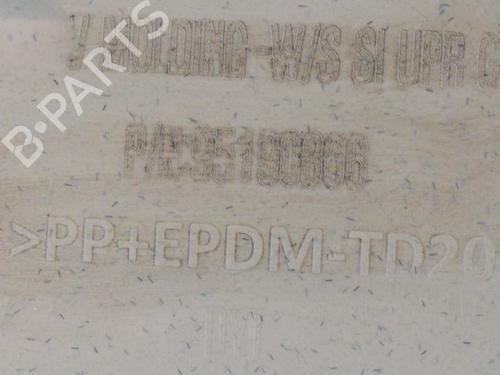 B-PARTS
MOLDING-W/S SI UPR
P/N:95190866
>PP+EPDM-TD20